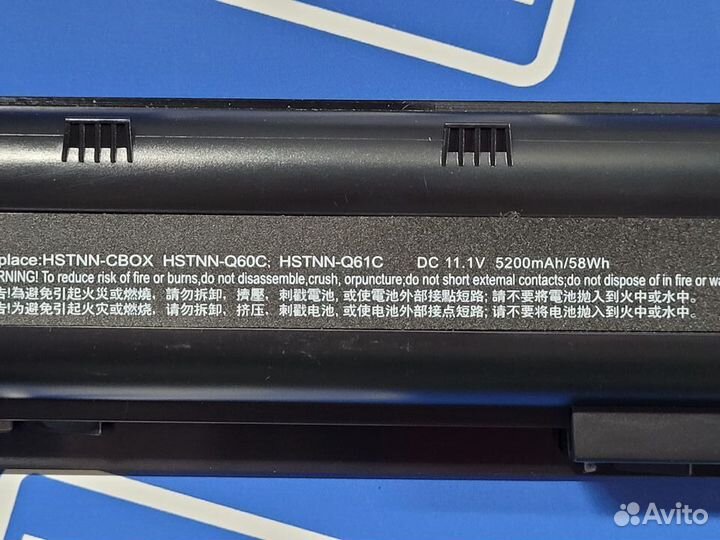 place:HSTNN-CBOX HSTNN-Q60C, HSTNN-Q61C DC 11.1V 5200mAh/58Wh
RNING! To reduce risk of fire or burns,do not disassemble,crush, orpuncture;do not short external contacts;do not dispose of in fire or wa
告!為避免引起火災或燃燒，請勿拆卸，擠壓，刺戳電池，或使電池外部接點短路；請不要將電池拋入到火中或水中。
告!为避免引起火灾或燃烧，请勿拆卸，挤压，刺戳电池，或使电池外部接点短路；请不要将电池抛入到火中或水中。
Avito